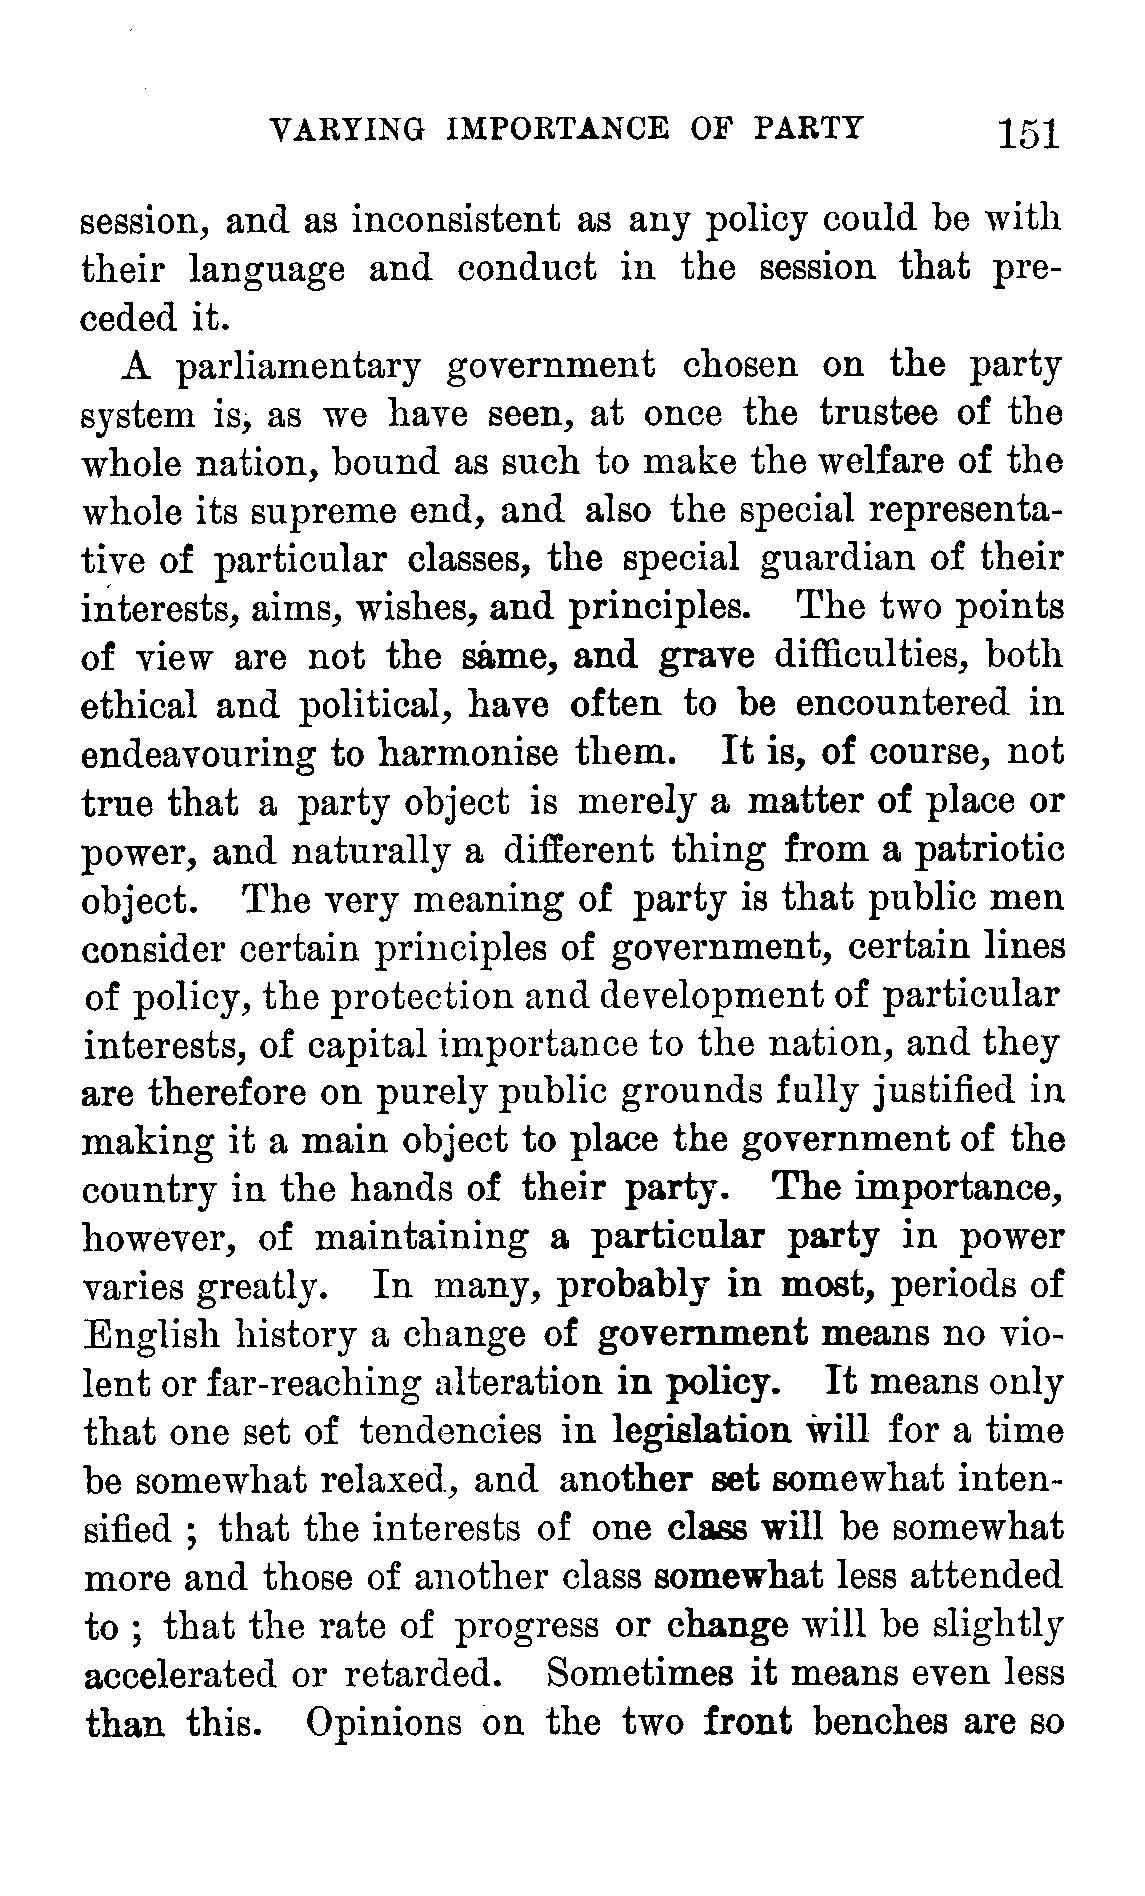 VARYING IMPORTANCE OF PARTY 151
session, and as inconsistent as any policy could be with
their language and conduct in the session that pre-
ceded it.
A parliamentary government chosen on the party
system is, as we have seen, at once the trustee of the
whole nation, bound as such to make the welfare of the
whole its supreme end, and also the special representa-
tive of particular classes, the special guardian of their
interests, aims, wishes, and principles. The two points
of view are not the same, and grave difficulties, both
ethical and political, have often to be encountered in
endeavouring to harmonise them. It is, of course, not
true that a party object is merely a matter of place or
power, and naturally a different thing from a patriotic
object. The very meaning of party is that public men
consider certain principles of government, certain lines
of policy, the protection and development of particular
interests, of capital importance to the nation, and they
are therefore on purely public grounds fully justified in
making it a main object to place the government of the
country in the hands of their party. The importance,
however, of maintaining a particular party in power
varies greatly. In many, probably in most, periods of
English history a change of government means no vio-
lent or far-reaching alteration in policy. It means only
that one set of tendencies in legislation will for a time
be somewhat relaxed, and another set somewhat inten-
sified ; that the interests of one class will be somewhat
more and those of another class somewhat less attended
to ; that the rate of progress or change will be slightly
accelerated or retarded. Sometimes it means even less
than this. Opinions on the two front benches are so